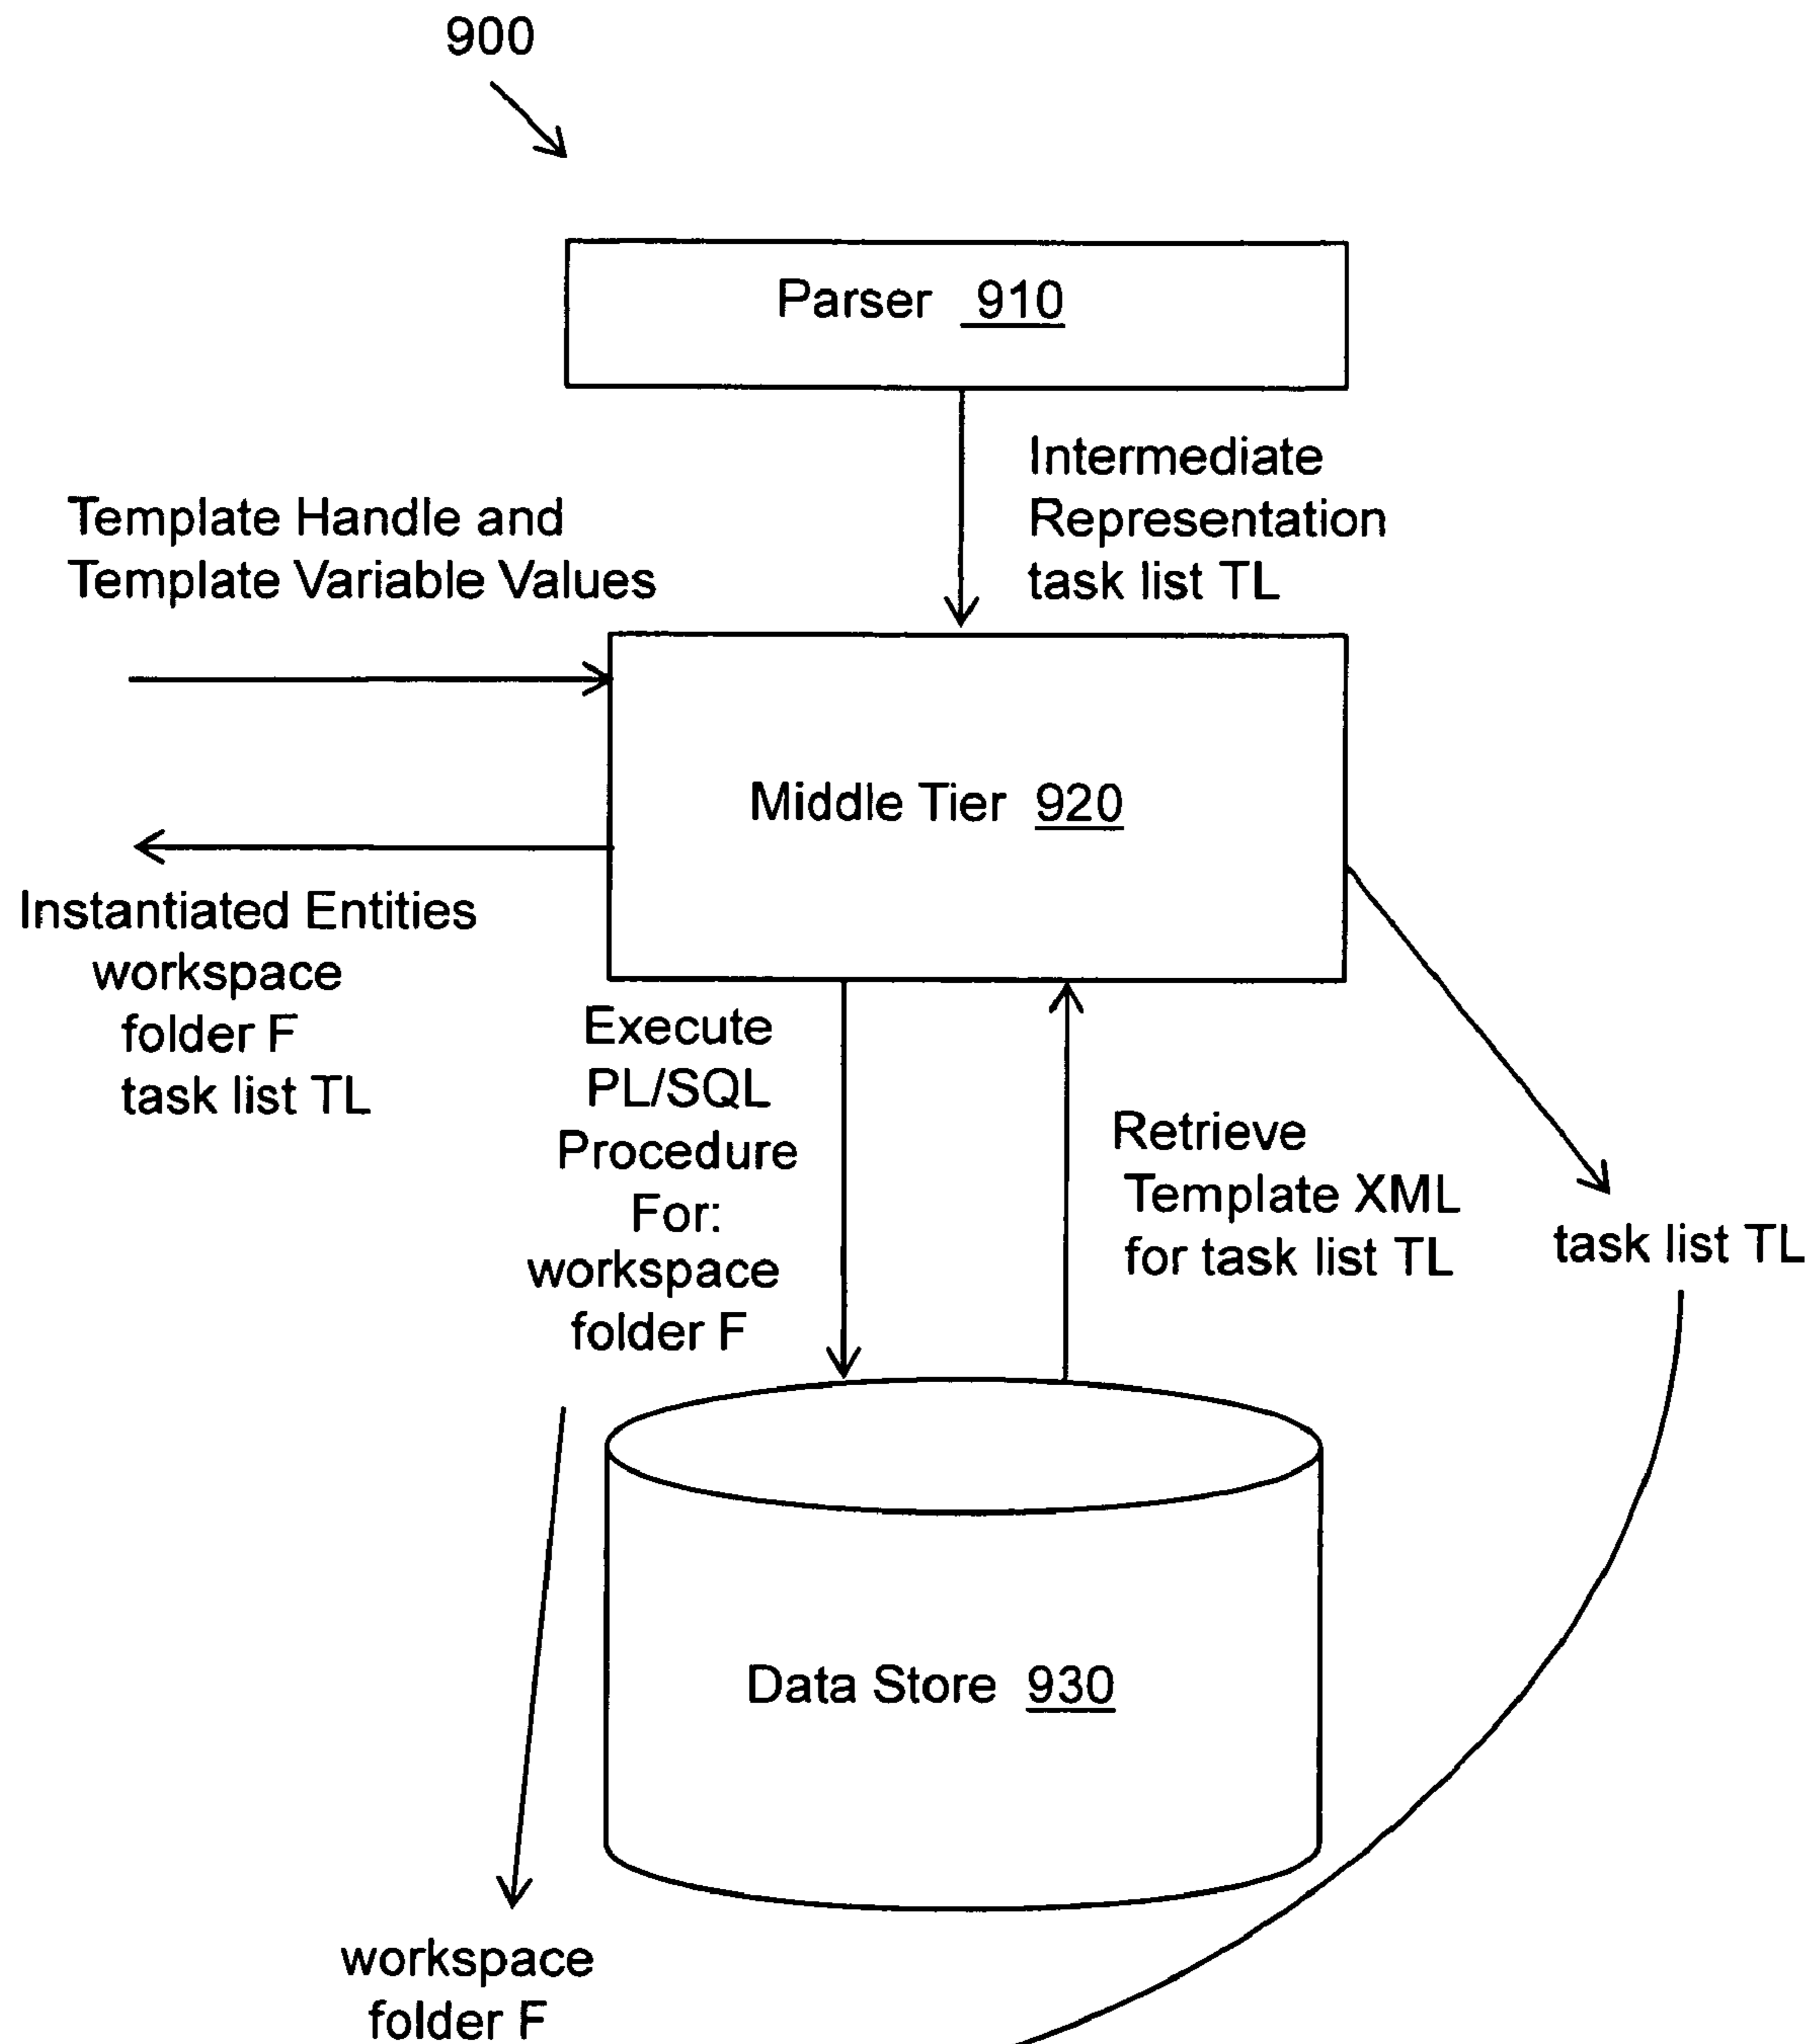 900
Parser 910
Intermediate
Representation
task list TL
Template Handle and
Template Variable Values
Middle Tier 920
Instantiated Entities
workspace
folder F
task list TL
Execute
PL/SQL
Procedure
For:
workspace
folder F
Retrieve
Template XML
for task list TL
task list TL
Data Store 930
workspace
folder F